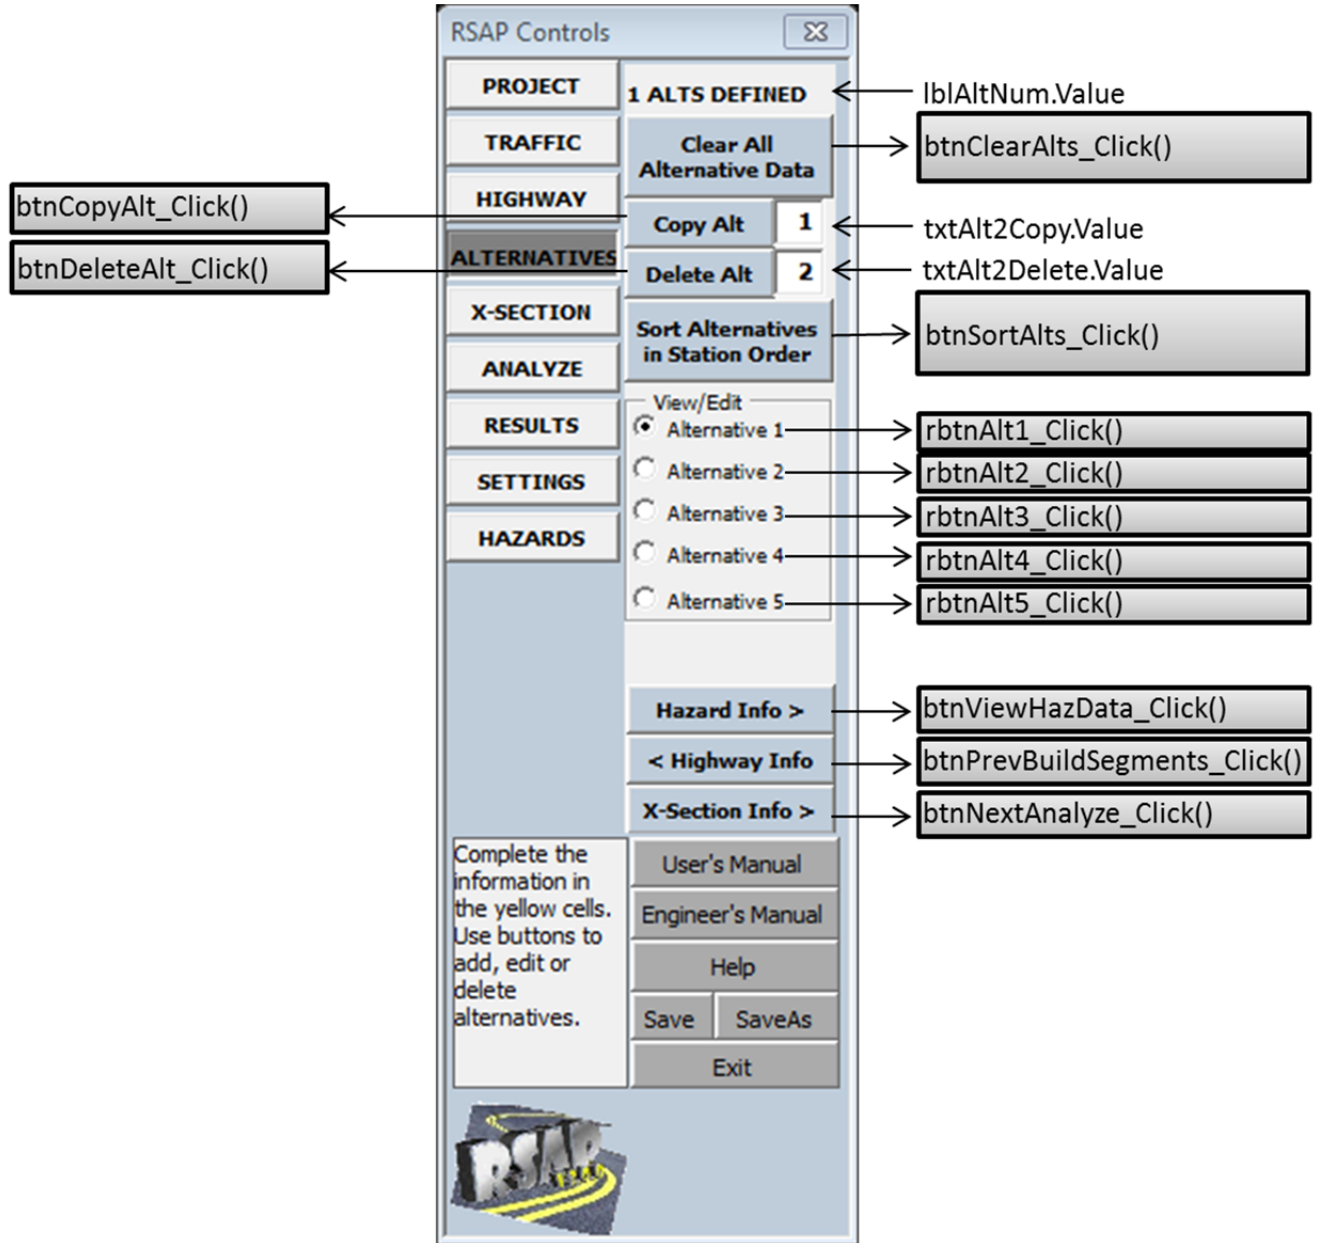 RSAP Controls
PROJECT
1 ALTS DEFINED
lblAltNum.Value
TRAFFIC
Clear All
Alternative Data
btnClearAlts_Click()
HIGHWAY
btnCopyAlt_Click()
Copy Alt
1
txtAlt2Copy.Value
ALTERNATIVES
btnDeleteAlt_Click()
Delete Alt
2
txtAlt2Delete.Value
X-SECTION
Sort Alternatives
in Station Order
btnSortAlts_Click()
ANALYZE
RESULTS
SETTINGS
HAZARDS
View/Edit
Alternative 1
rbtnAlt1_Click()
Alternative 2
rbtnAlt2_Click()
Alternative 3
rbtnAlt3_Click()
Alternative 4
rbtnAlt4_Click()
Alternative 5
rbtnAlt5_Click()
Hazard Info >
btnViewHazData_Click()
< Highway Info
btnPrevBuildSegments_Click()
X-Section Info >
btnNextAnalyze_Click()
Complete the
information in
the yellow cells.
Use buttons to
add, edit or
delete
alternatives.
User's Manual
Engineer's Manual
Help
Save
SaveAs
Exit
RSAP